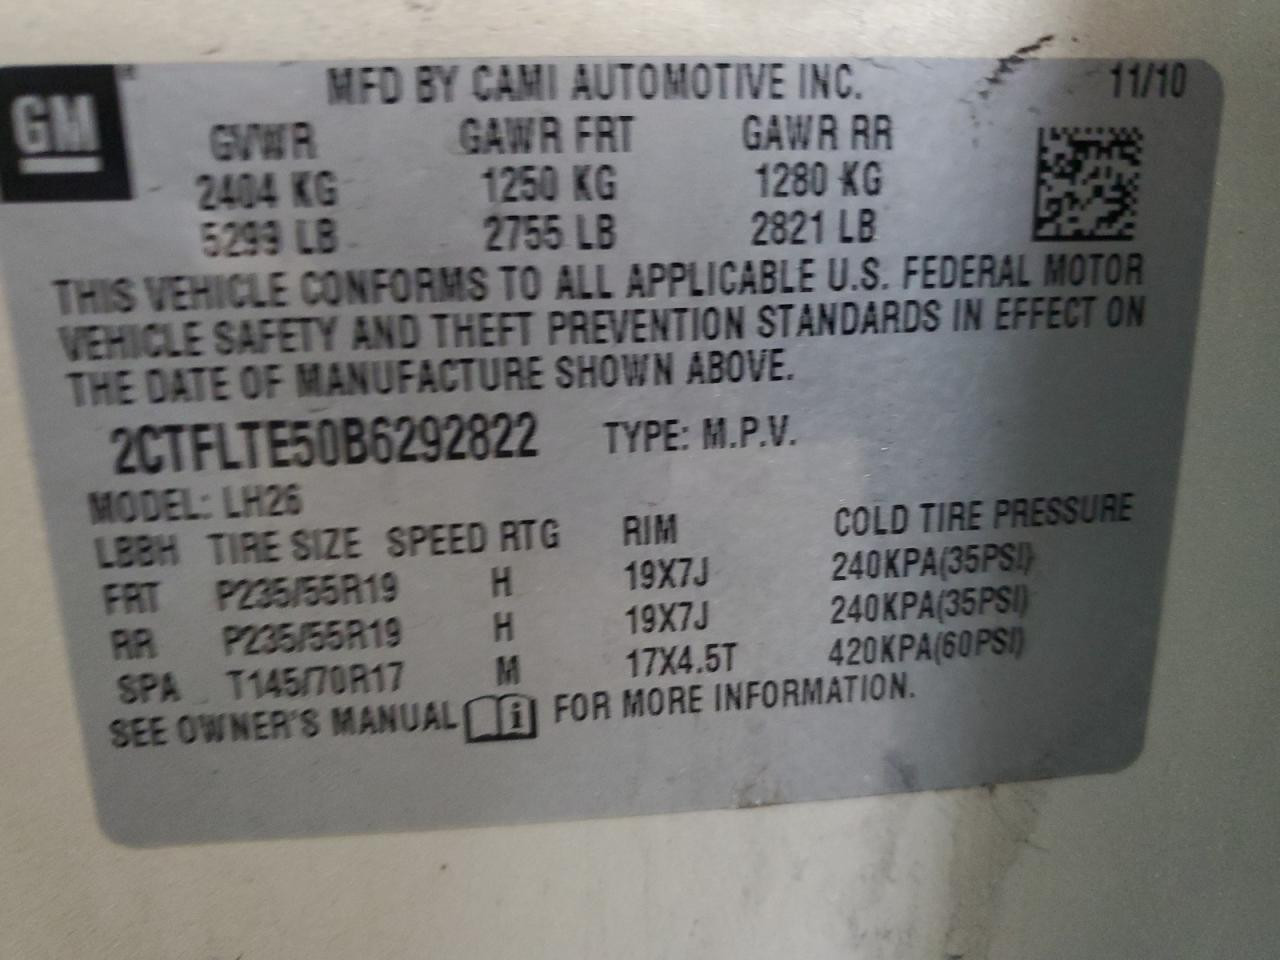 GM
MFD BY CAMI AUTOMOTIVE INC. 11/10
GVWR GAWR FRT GAWR RR
2404 KG 1250 KG 1280 KG
5299 LB 2755 LB 2821 LB
THIS VEHICLE CONFORMS TO ALL APPLICABLE U.S. FEDERAL MOTOR
VEHICLE SAFETY AND THEFT PREVENTION STANDARDS IN EFFECT ON
THE DATE OF MANUFACTURE SHOWN ABOVE.
2CTFLTE50B6292822 TYPE: M.P.V.
MODEL: LH26
LBBH TIRE SIZE SPEED RTG RIM COLD TIRE PRESSURE
FRT P235/55R19 H 19X7J 240KPA(35PSI)
RR P235/55R19 H 19X7J 240KPA(35PSI)
SPA T145/70R17 M 17X4.5T 420KPA(60PSI)
SEE OWNER'S MANUAL i FOR MORE INFORMATION.